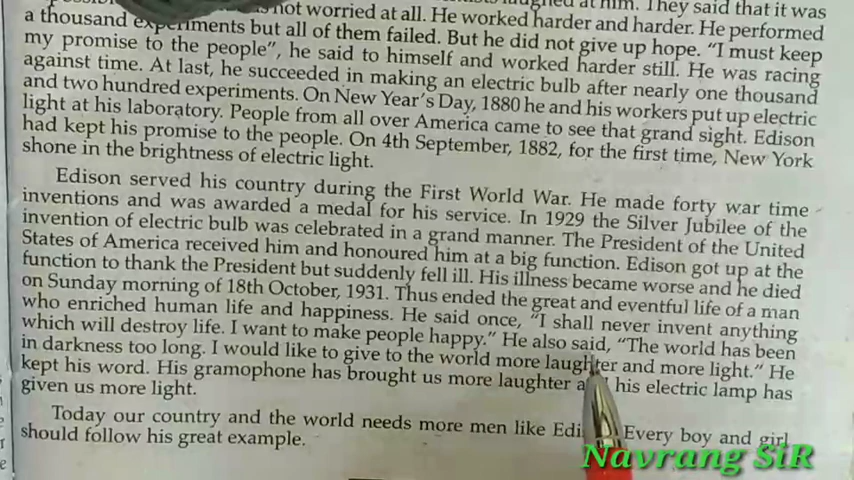 not worried at all. He worked harder and harder. He performed
laughed at him. They said that it was
a thousand experiments but all of them failed. But he did not give up hope. "I must keep
my promise to the people", he said to himself and worked harder still. He was racing
against time. At last, he succeeded in making an electric bulb after nearly one thousand
and two hundred experiments. On New Year's Day, 1880 he and his workers put up electric
light at his laboratory. People from all over America came to see that grand sight. Edison
had kept his promise to the people. On 4th September, 1882, for the first time, New York
shone in the brightness of electric light.
Edison served his country during the First World War. He made forty war time
inventions and was awarded a medal for his service. In 1929 the Silver Jubilee of the
invention of electric bulb was celebrated in a grand manner. The President of the United
States of America received him and honoured him at a big function. Edison got up at the
function to thank the President but suddenly fell ill. His illness became worse and he died
on Sunday morning of 18th October, 1931. Thus ended the great and eventful life of a man
who enriched human life and happiness. He said once, "I shall never invent anything
which will destroy life. I want to make people happy." He also said, "The world has been
in darkness too long. I would like to give to the world more laughter and more light." He
kept his word. His gramophone has brought us more laughter his electric lamp has
given us more light.
Today our country and the world needs more men like Every boy and girl
should follow his great example.
Navrang SiR